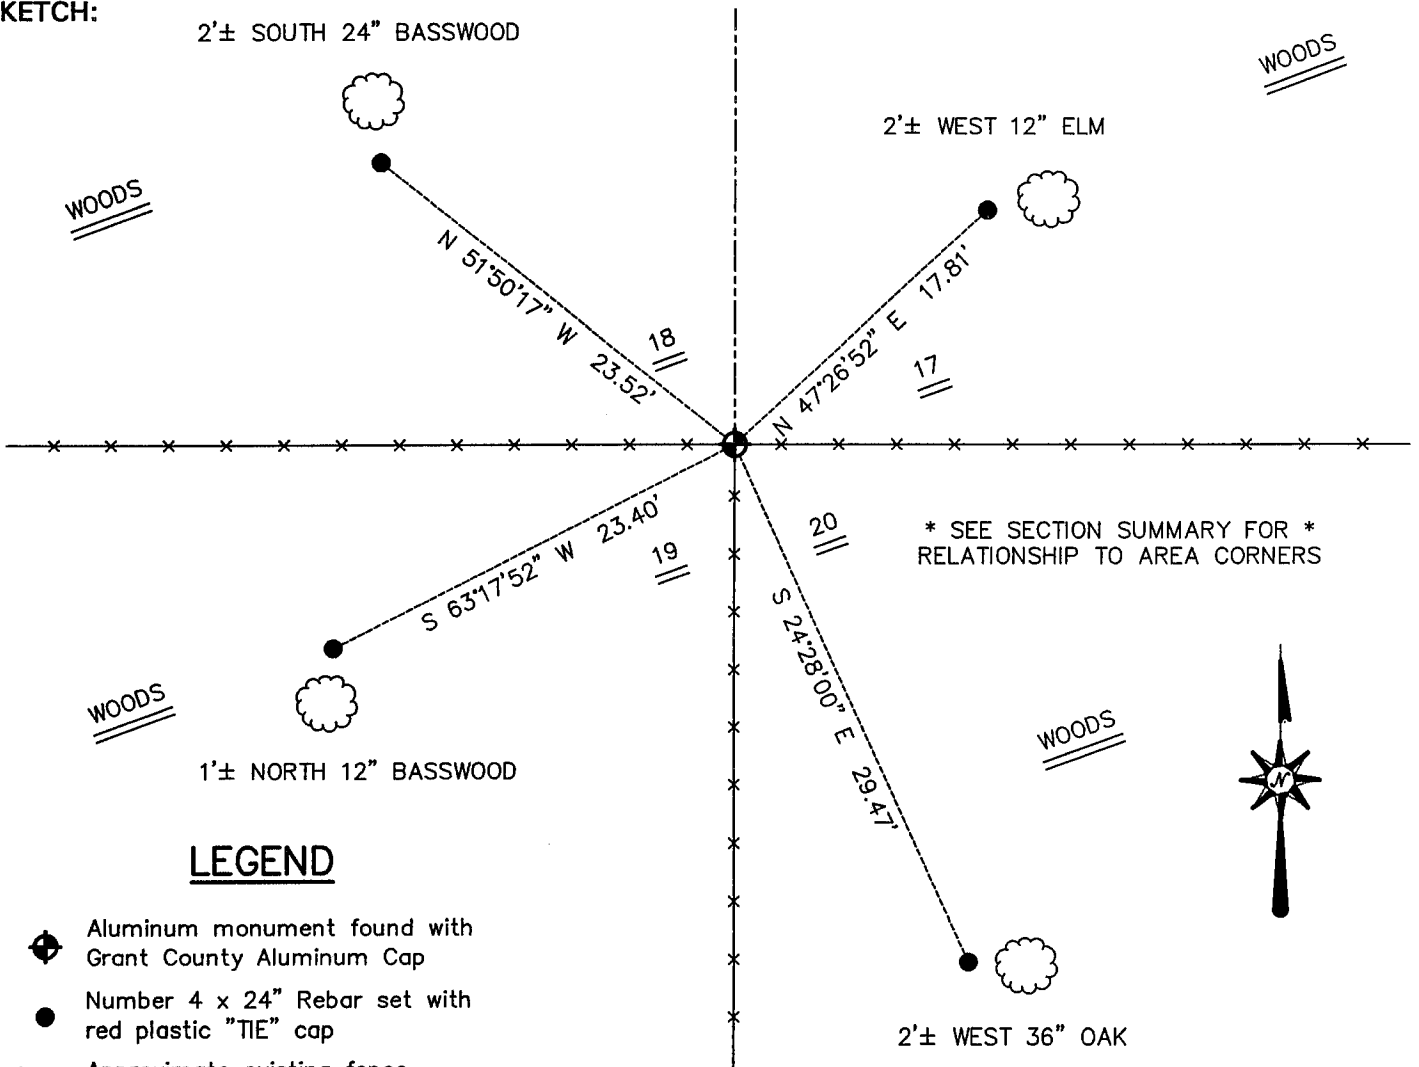 KETCH:
2'± SOUTH 24" BASSWOOD
WOODS
2'± WEST 12" ELM
WOODS
N 51°50'17" W 23.52'
N 47°26'52" E 17.81'
18
17
S 63°17'52" W 23.40'
19
20
* SEE SECTION SUMMARY FOR *
RELATIONSHIP TO AREA CORNERS
S 24°28'00" E 29.47'
WOODS
WOODS
N
1'± NORTH 12" BASSWOOD
LEGEND
Aluminum monument found with
Grant County Aluminum Cap
Number 4 x 24" Rebar set with
red plastic "TIE" cap
2'± WEST 36" OAK
Approximate existing fence